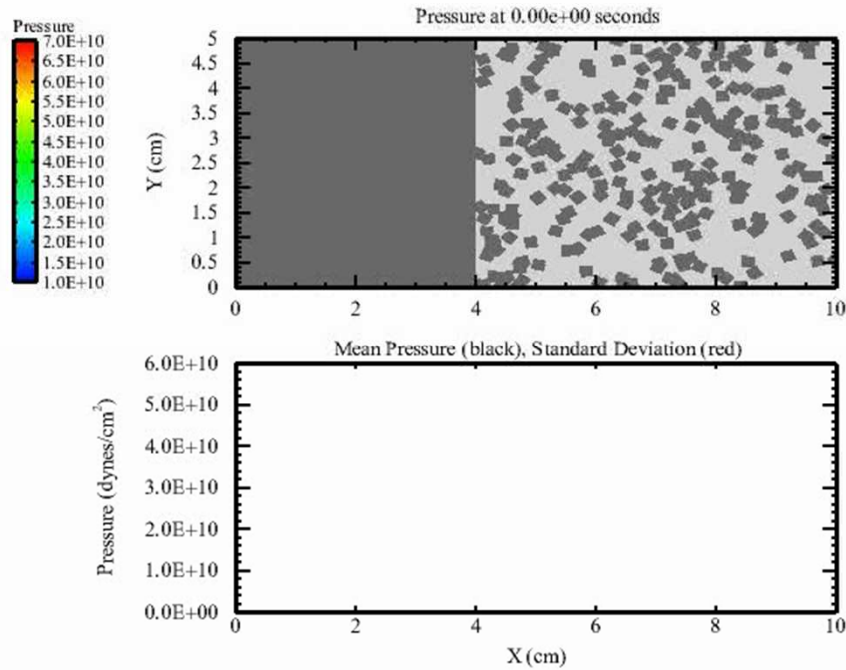 Pressure at 0.00e+00 seconds
Pressure
7.0E+10
6.5E+10
6.0E+10
5.5E+10
5.0E+10
4.5E+10
4.0E+10
3.5E+10
3.0E+10
2.5E+10
2.0E+10
1.5E+10
1.0E+10
Y (cm)
5
4.5
4
3.5
3
2.5
2
1.5
1
0.5
0
0 2 4 6 8 10
Mean Pressure (black), Standard Deviation (red)
Pressure (dynes/cm²)
6.0E+10
5.0E+10
4.0E+10
3.0E+10
2.0E+10
1.0E+10
0.0E+00
0 2 4 6 8 10
X (cm)